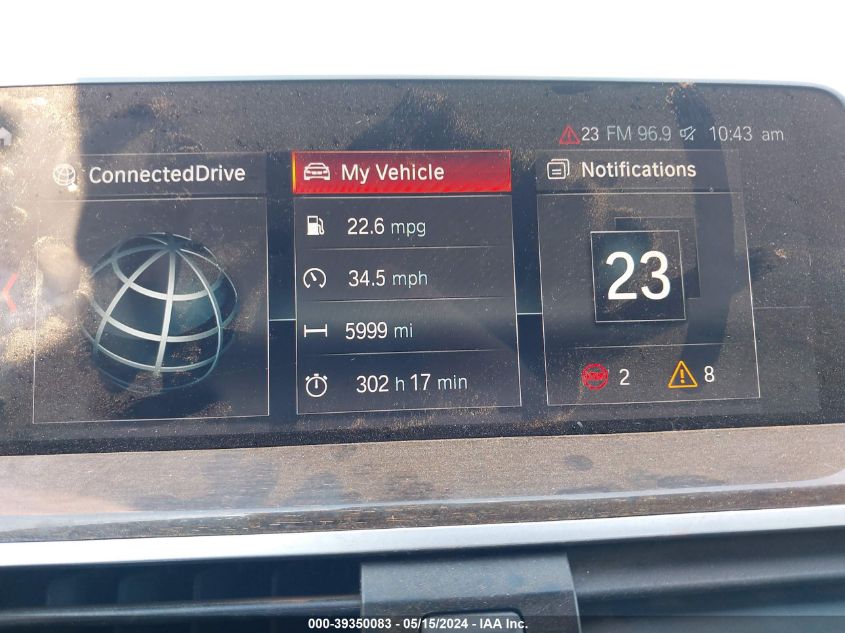 23 FM 96.9 10:43 am
ConnectedDrive
My Vehicle
22.6 mpg
34.5 mph
5999 mi
302 h 17 min
Notifications
23
2
8
000-39350083 - 05/15/2024 - IAA Inc.